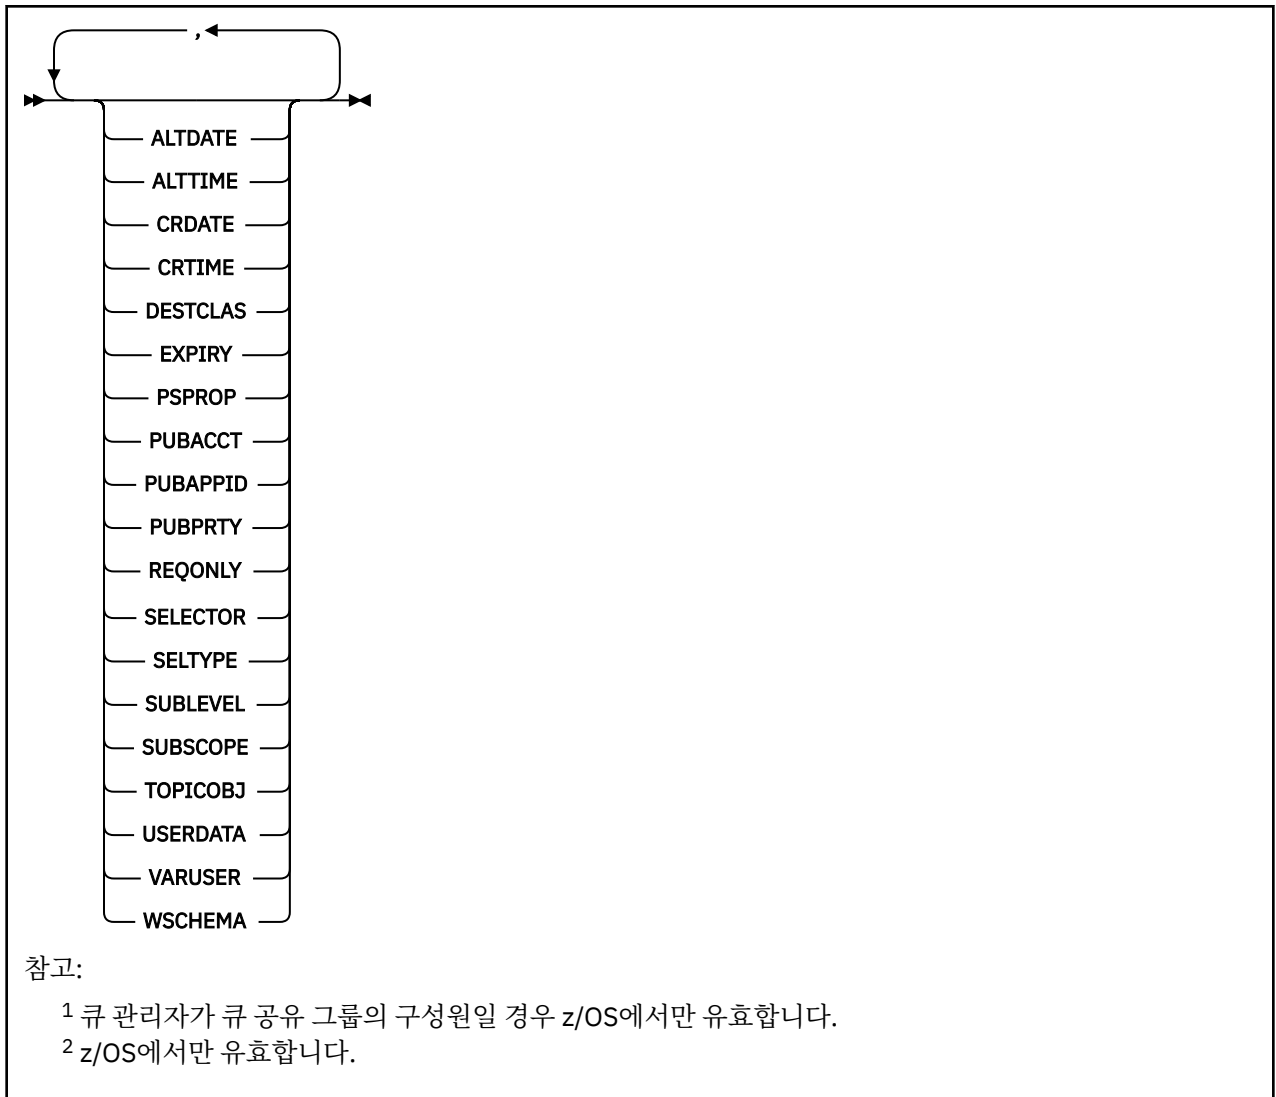 ,
ALTDATE
ALTTIME
CRDATE
CRTIME
DESTCLAS
EXPIRY
PSPROP
PUBACCT
PUBAPPID
PUBPRTY
REQONLY
SELECTOR
SELTYPE
SUBLEVEL
SUBSCOPE
TOPICOBJ
USERDATA
VARUSER
WSCHEMA
참고:
1 큐 관리자가 큐 공유 그룹의 구성원일 경우 z/OS에서만 유효합니다.
2 z/OS에서만 유효합니다.